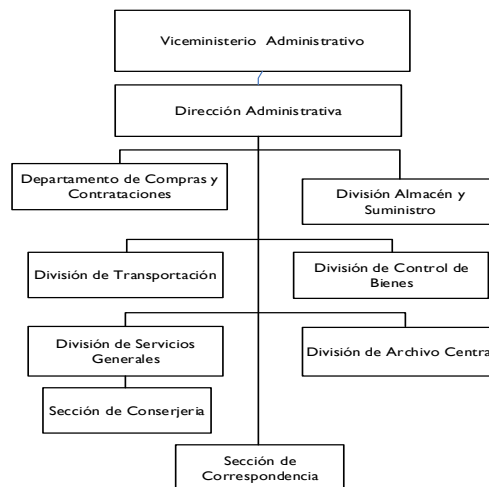 Viceministerio Administrativo
Dirección Administrativa
Departamento de Compras y
Contrataciones
División Almacén y
Suministro
División de Transportación
División de Control de
Bienes
División de Servicios
Generales
División de Archivo Centra
Sección de Conserjeria
Sección de
Correspondencia